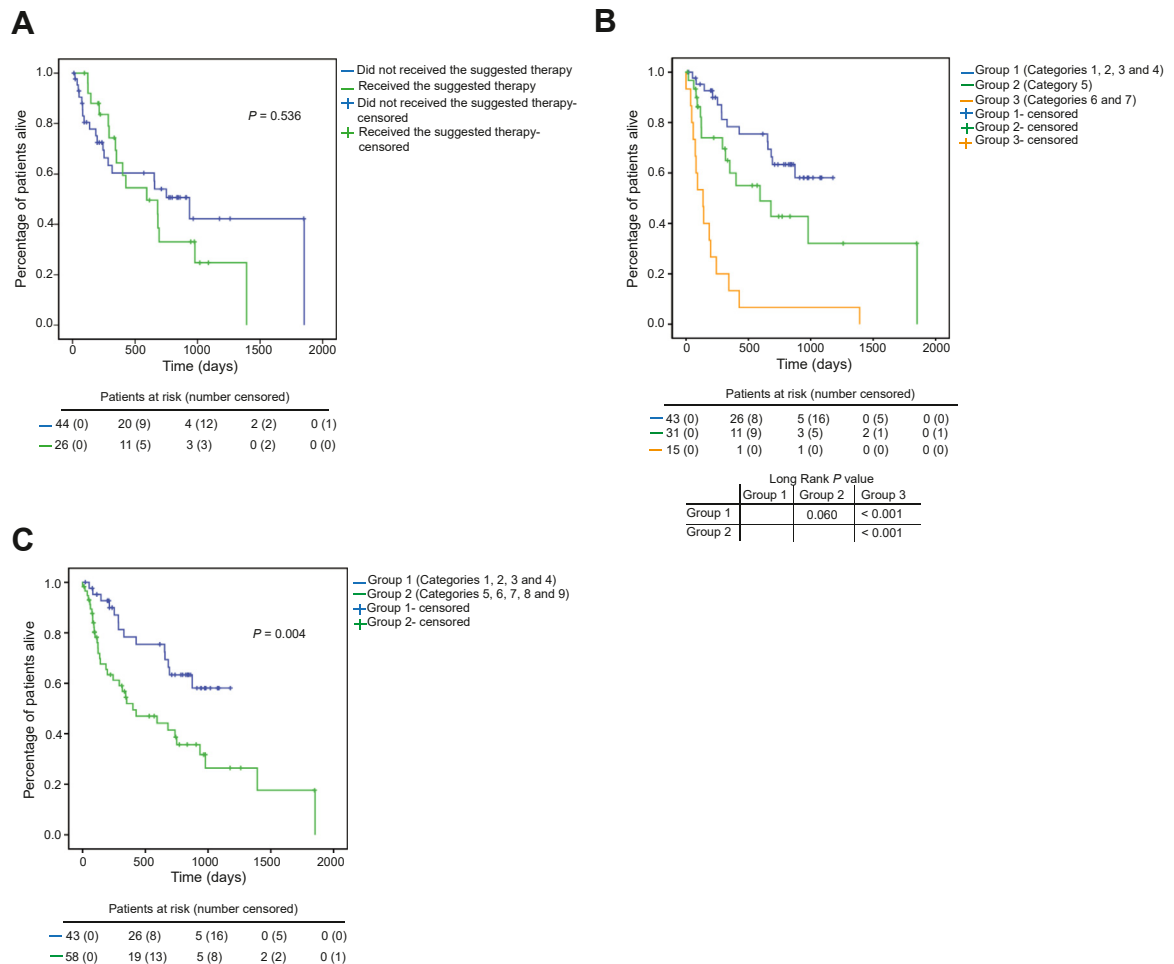 A
1.0
0.8
0.6
0.4
0.2
0.0
Percentage of patients alive
P = 0.536
0 500 1000 1500 2000
Time (days)
Did not received the suggested therapy
Received the suggested therapy
Did not received the suggested therapy-
censored
Received the suggested therapy-
censored
Patients at risk (number censored)
44 (0) 20 (9) 4 (12) 2 (2) 0 (1)
26 (0) 11 (5) 3 (3) 0 (2) 0 (0)
B
1.0
0.8
0.6
0.4
0.2
0.0
Percentage of patients alive
0 500 1000 1500 2000
Time (days)
Group 1 (Categories 1, 2, 3 and 4)
Group 2 (Category 5)
Group 3 (Categories 6 and 7)
Group 1- censored
Group 2- censored
Group 3- censored
Patients at risk (number censored)
43 (0) 26 (8) 5 (16) 0 (5) 0 (0)
31 (0) 11 (9) 3 (5) 2 (1) 0 (1)
15 (0) 1 (0) 1 (0) 0 (0) 0 (0)
Long Rank P value
Group 1 Group 2 Group 3
Group 1 0.060 < 0.001
Group 2 < 0.001
C
1.0
0.8
0.6
0.4
0.2
0.0
Percentage of patients alive
P = 0.004
0 500 1000 1500 2000
Time (days)
Group 1 (Categories 1, 2, 3 and 4)
Group 2 (Categories 5, 6, 7, 8 and 9)
Group 1- censored
Group 2- censored
Patients at risk (number censored)
43 (0) 26 (8) 5 (16) 0 (5) 0 (0)
58 (0) 19 (13) 5 (8) 2 (2) 0 (1)